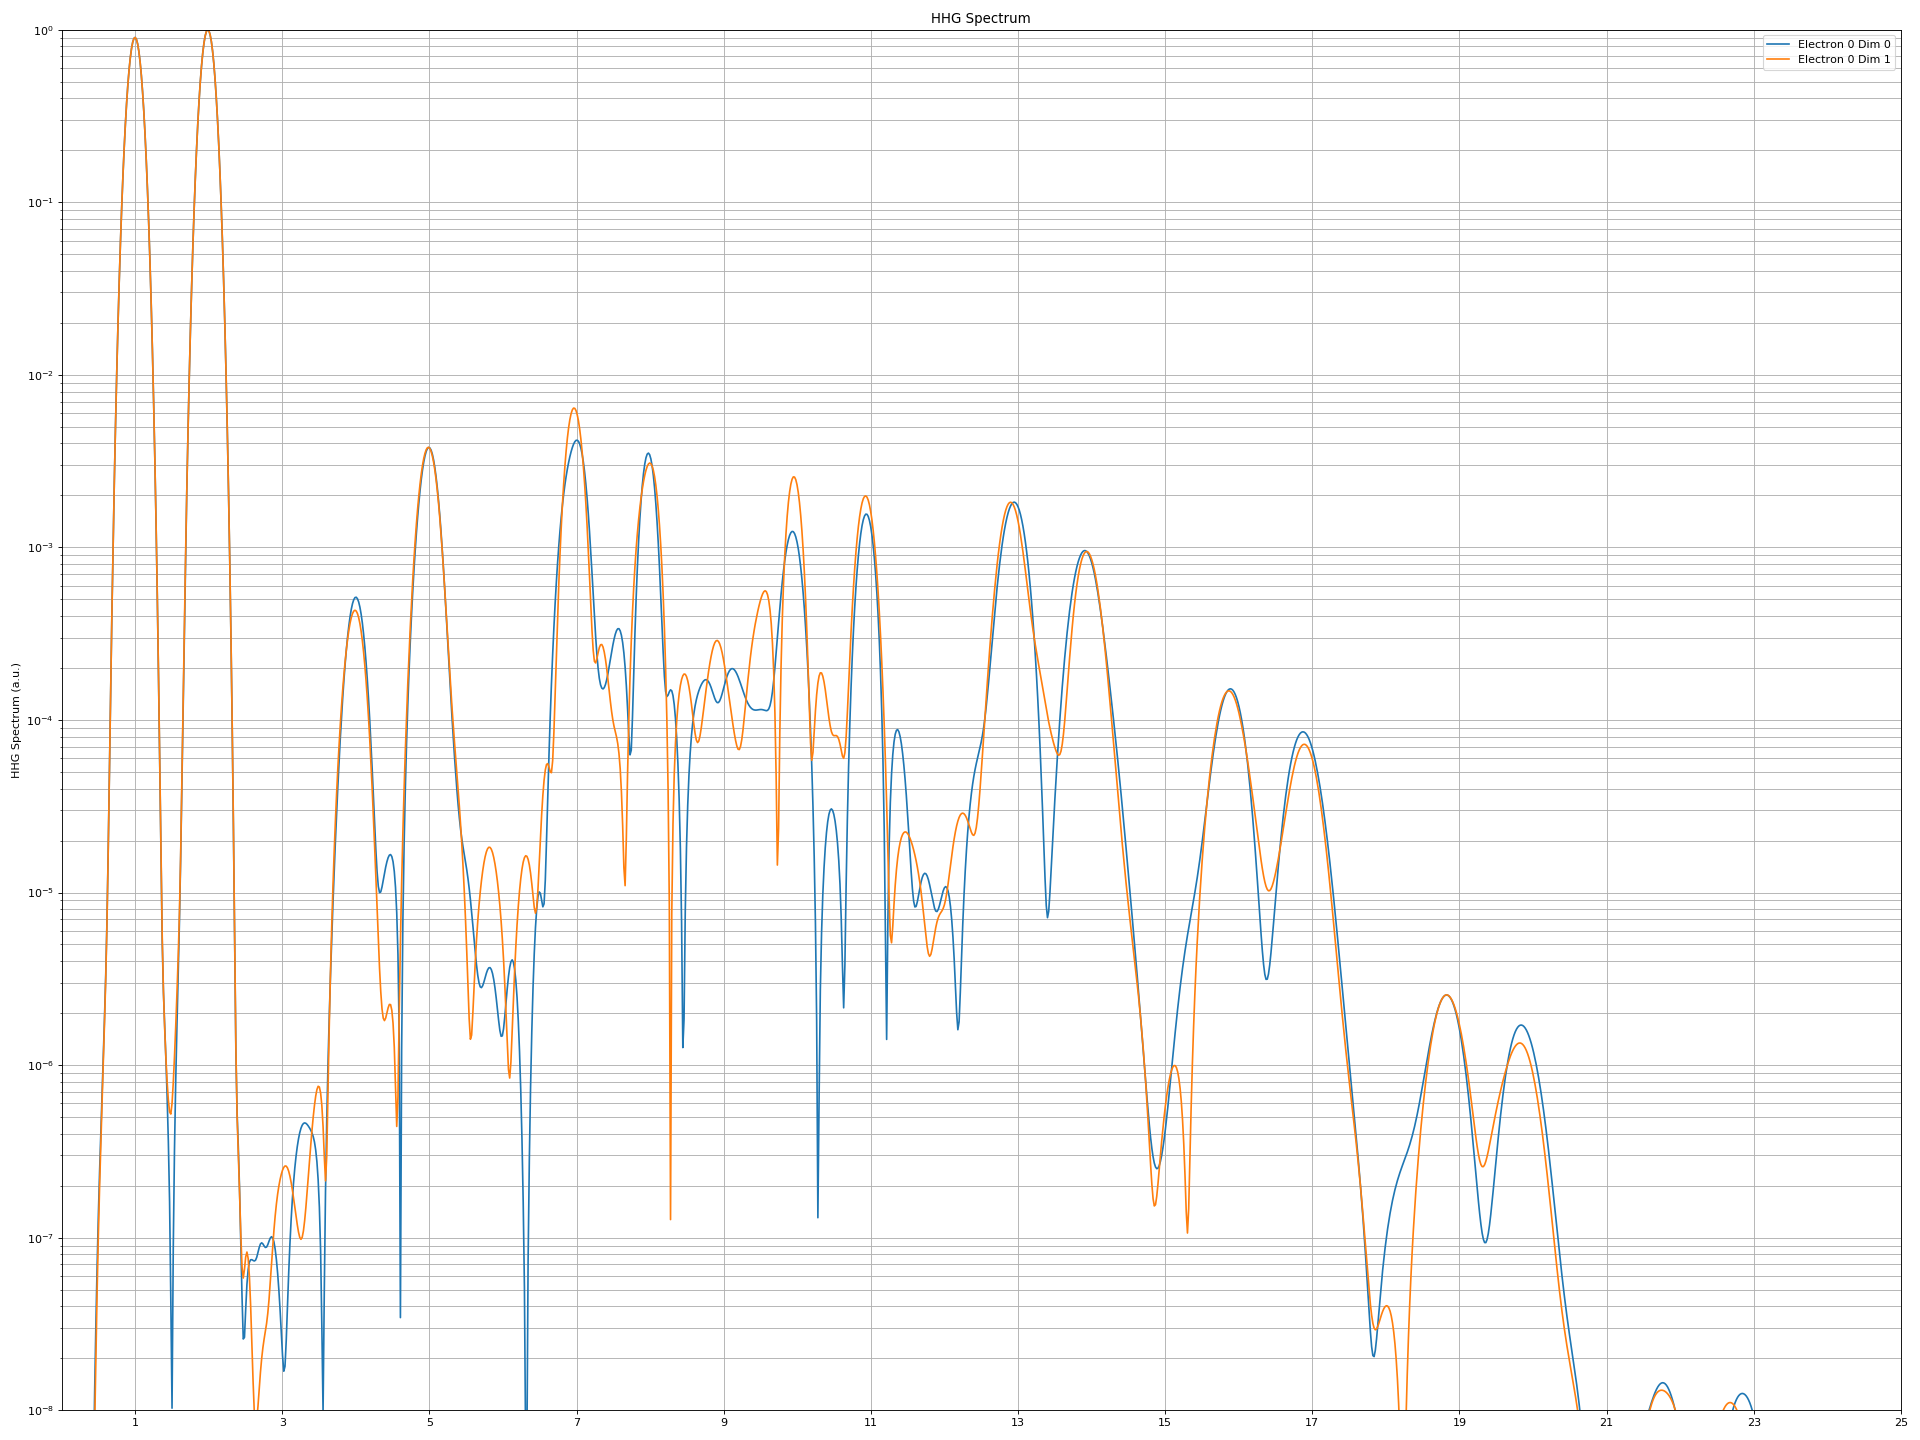 HHG Spectrum
Electron 0 Dim 0
Electron 0 Dim 1
HHG Spectrum (a.u.)
10⁰
10⁻¹
10⁻²
10⁻³
10⁻⁴
10⁻⁵
10⁻⁶
10⁻⁷
10⁻⁸
1 3 5 7 9 11 13 15 17 19 21 23 25